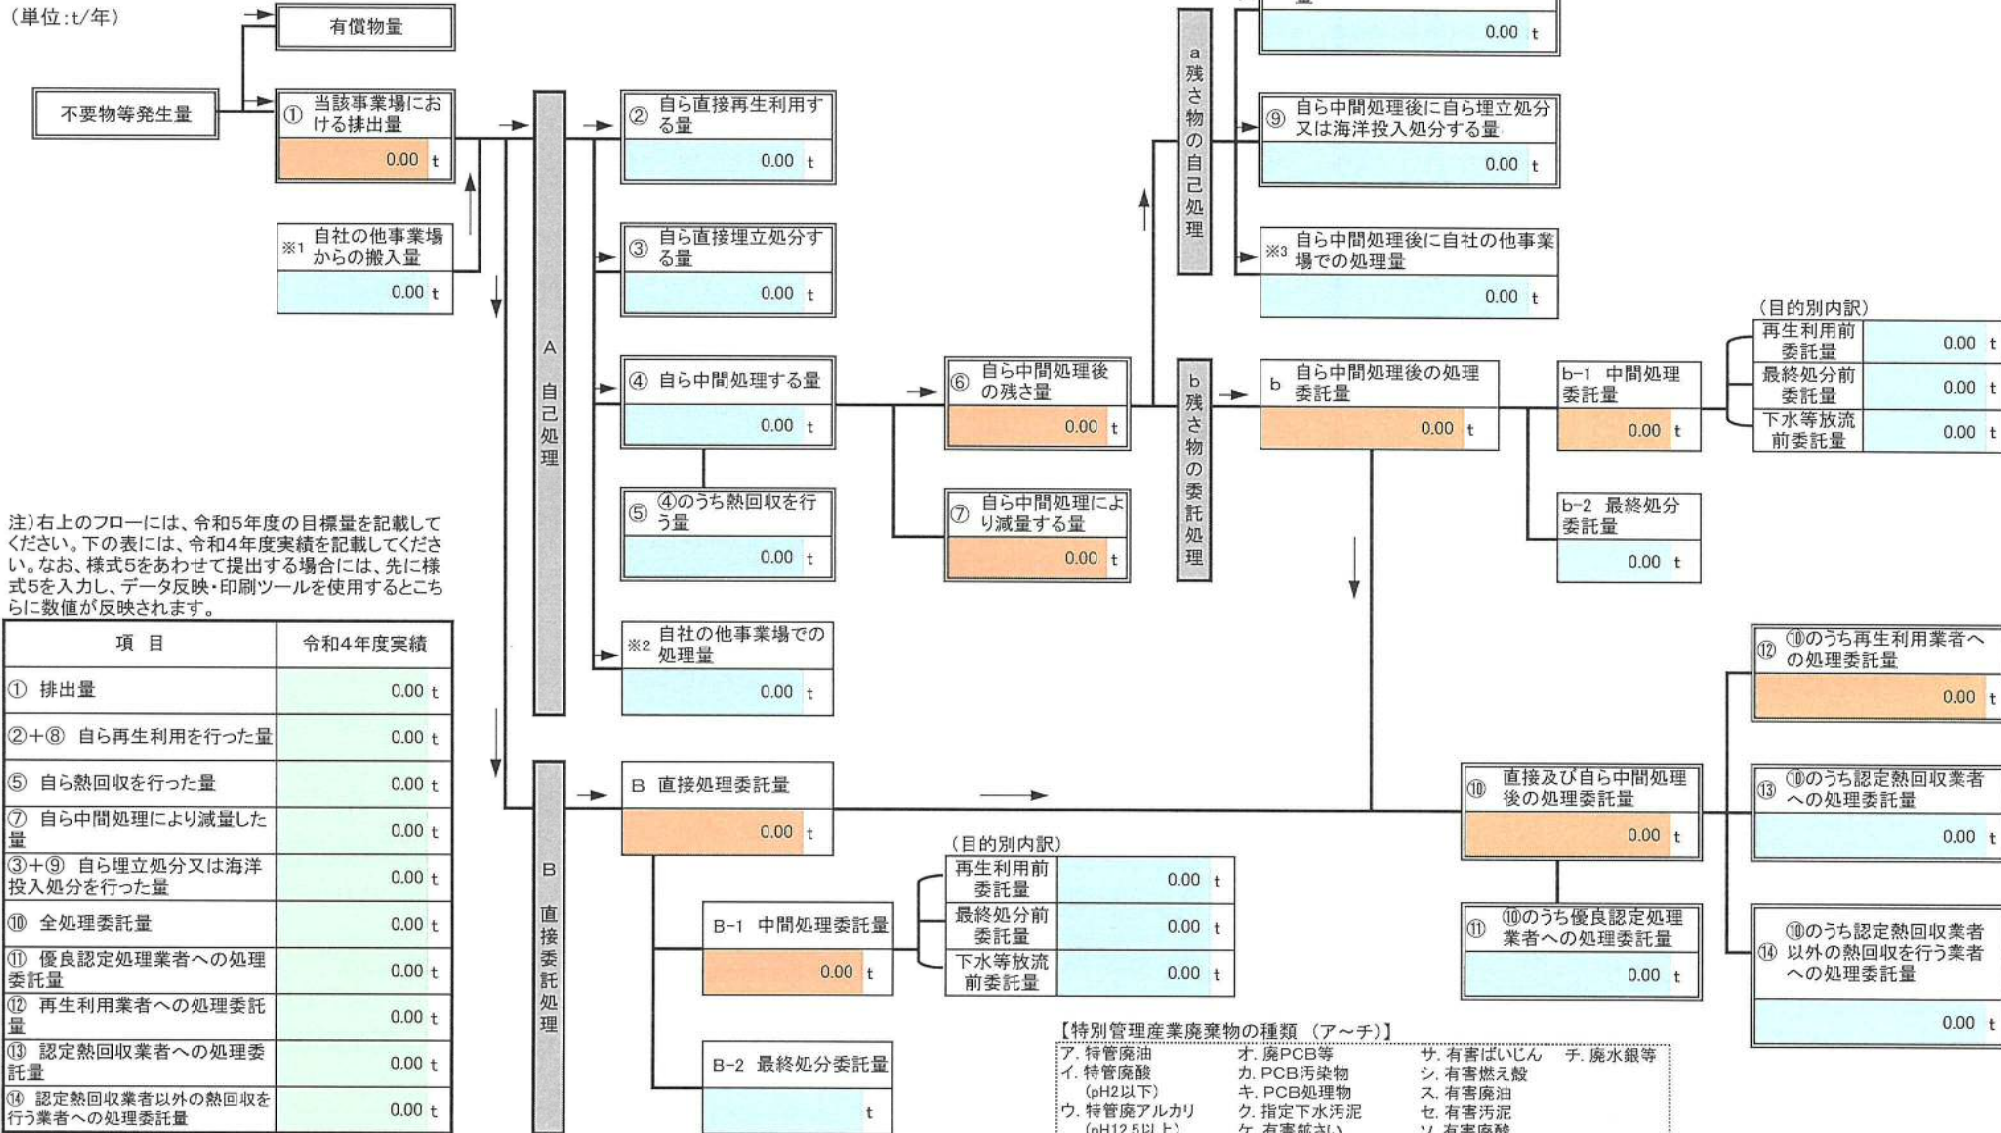 (単位:t/年)
有償物量
不要物等発生量
① 当該事業場にお
ける排出量
0.00 t
※1 自社の他事業場
からの搬入量
0.00 t
A 自己処理
② 自ら直接再生利用す
る量
0.00 t
③ 自ら直接埋立処分す
る量
0.00 t
④ 自ら中間処理する量
0.00 t
⑤ ④のうち熱回収を行
う量
0.00 t
※2 自社の他事業場での
処理量
0.00 t
⑥ 自ら中間処理後
の残さ量
0.00 t
⑦ 自ら中間処理によ
り減量する量
0.00 t
a 残さ物の自己処理
量
0.00 t
⑨ 自ら中間処理後に自ら埋立処分
又は海洋投入処分する量
0.00 t
※3 自ら中間処理後に自社の他事業
場での処理量
0.00 t
b 残さ物の委託処理
b 自ら中間処理後の処理
委託量
0.00 t
b-1 中間処理
委託量
0.00 t
b-2 最終処分
委託量
0.00 t
(目的別内訳)
再生利用前
委託量
0.00 t
最終処分前
委託量
0.00 t
下水等放流
前委託量
0.00 t
注)右上のフローには、令和5年度の目標量を記載して
ください。下の表には、令和4年度実績を記載してくださ
い。なお、様式5をあわせて提出する場合には、先に様
式5を入力し、データ反映・印刷ツールを使用するとこち
らに数値が反映されます。
項 目 令和4年度実績
① 排出量 0.00 t
②+⑧ 自ら再生利用を行った量 0.00 t
⑤ 自ら熱回収を行った量 0.00 t
⑦ 自ら中間処理により減量した
量 0.00 t
③+⑨ 自ら埋立処分又は海洋
投入処分を行った量 0.00 t
⑩ 全処理委託量 0.00 t
⑪ 優良認定処理業者への処理
委託量 0.00 t
⑫ 再生利用業者への処理委託
量 0.00 t
⑬ 認定熱回収業者への処理委
託量 0.00 t
⑭ 認定熱回収業者以外の熱回収を
行う業者への処理委託量 0.00 t
B 直接委託処理
B 直接処理委託量
0.00 t
B-1 中間処理委託量
0.00 t
B-2 最終処分委託量
t
(目的別内訳)
再生利用前
委託量
0.00 t
最終処分前
委託量
0.00 t
下水等放流
前委託量
0.00 t
⑩ 直接及び自ら中間処理
後の処理委託量
0.00 t
⑪ ⑩のうち優良認定処理
業者への処理委託量
0.00 t
⑫ ⑩のうち再生利用業者へ
の処理委託量
0.00 t
⑬ ⑩のうち認定熱回収業者
への処理委託量
0.00 t
⑭ ⑩のうち認定熱回収業者
以外の熱回収を行う業者
への処理委託量
0.00 t
【特別管理産業廃棄物の種類 (ア~チ)】
ア. 特管廃油 オ. 廃PCB等 サ. 有害ばいじん チ. 廃水銀等
イ. 特管廃酸 カ. PCB汚染物 シ. 有害燃え殻
(pH2以下) キ. PCB処理物 ス. 有害廃油
ウ. 特管廃アルカリ ク. 指定下水汚泥 セ. 有害汚泥
(pH12.5以上) ケ. 有害鉱さい ソ. 有害廃酸